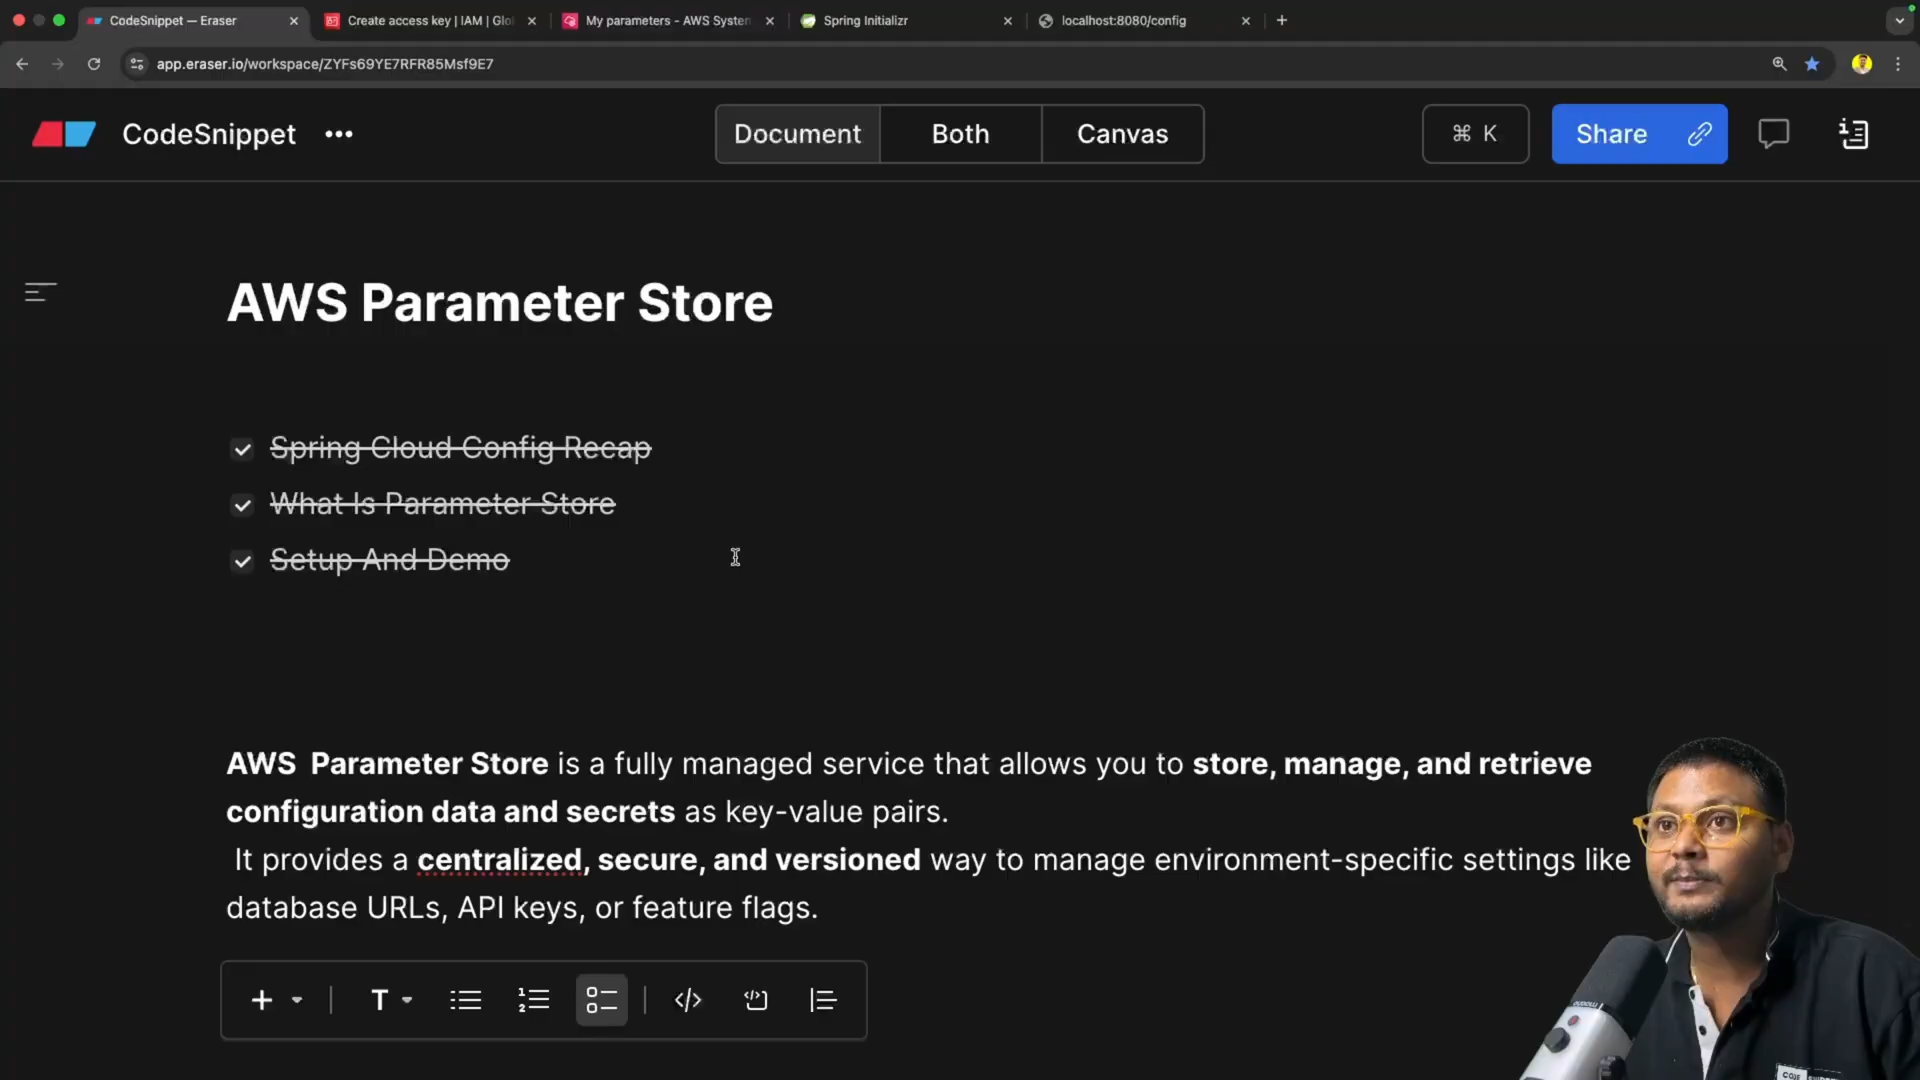 CodeSnippet — Eraser
Create access key | IAM | Glo
My parameters - AWS System
Spring Initializr
localhost:8080/config
app.eraser.io/workspace/ZYFs69YE7RFR85Msf9E7
CodeSnippet
Document
Both
Canvas
⌘ K
Share
AWS Parameter Store
Spring Cloud Config Recap
What Is Parameter Store
Setup And Demo
AWS Parameter Store is a fully managed service that allows you to store, manage, and retrieve
configuration data and secrets as key-value pairs.
It provides a centralized, secure, and versioned way to manage environment-specific settings like
database URLs, API keys, or feature flags.
T